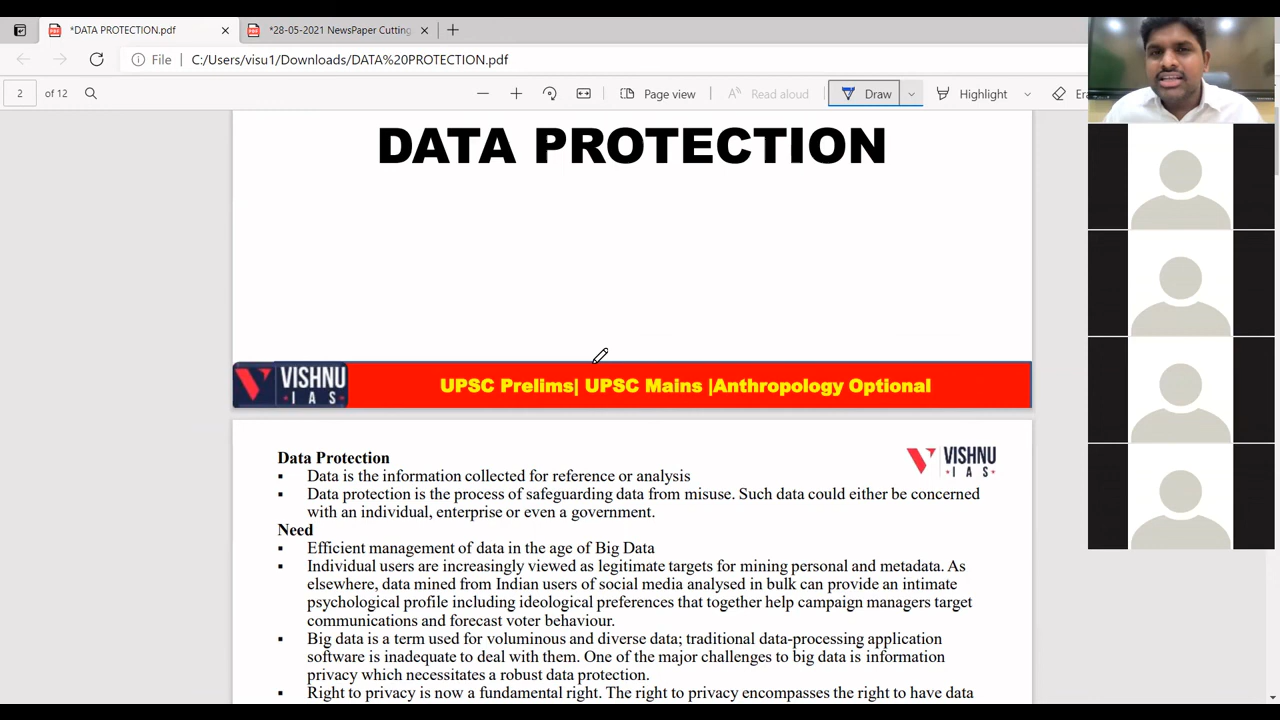 *DATA PROTECTION.pdf
*28-05-2021 NewsPaper Cutting
File C:/Users/visu1/Downloads/DATA%20PROTECTION.pdf
2 of 12 Page view Read aloud Draw Highlight Era
DATA PROTECTION
VISHNU
IAS
UPSC Prelims| UPSC Mains |Anthropology Optional
VISHNU
IAS
Data Protection
▪ Data is the information collected for reference or analysis
▪ Data protection is the process of safeguarding data from misuse. Such data could either be concerned
with an individual, enterprise or even a government.
Need
▪ Efficient management of data in the age of Big Data
▪ Individual users are increasingly viewed as legitimate targets for mining personal and metadata. As
elsewhere, data mined from Indian users of social media analysed in bulk can provide an intimate
psychological profile including ideological preferences that together help campaign managers target
communications and forecast voter behaviour.
▪ Big data is a term used for voluminous and diverse data; traditional data-processing application
software is inadequate to deal with them. One of the major challenges to big data is information
privacy which necessitates a robust data protection.
▪ Right to privacy is now a fundamental right. The right to privacy encompasses the right to have data